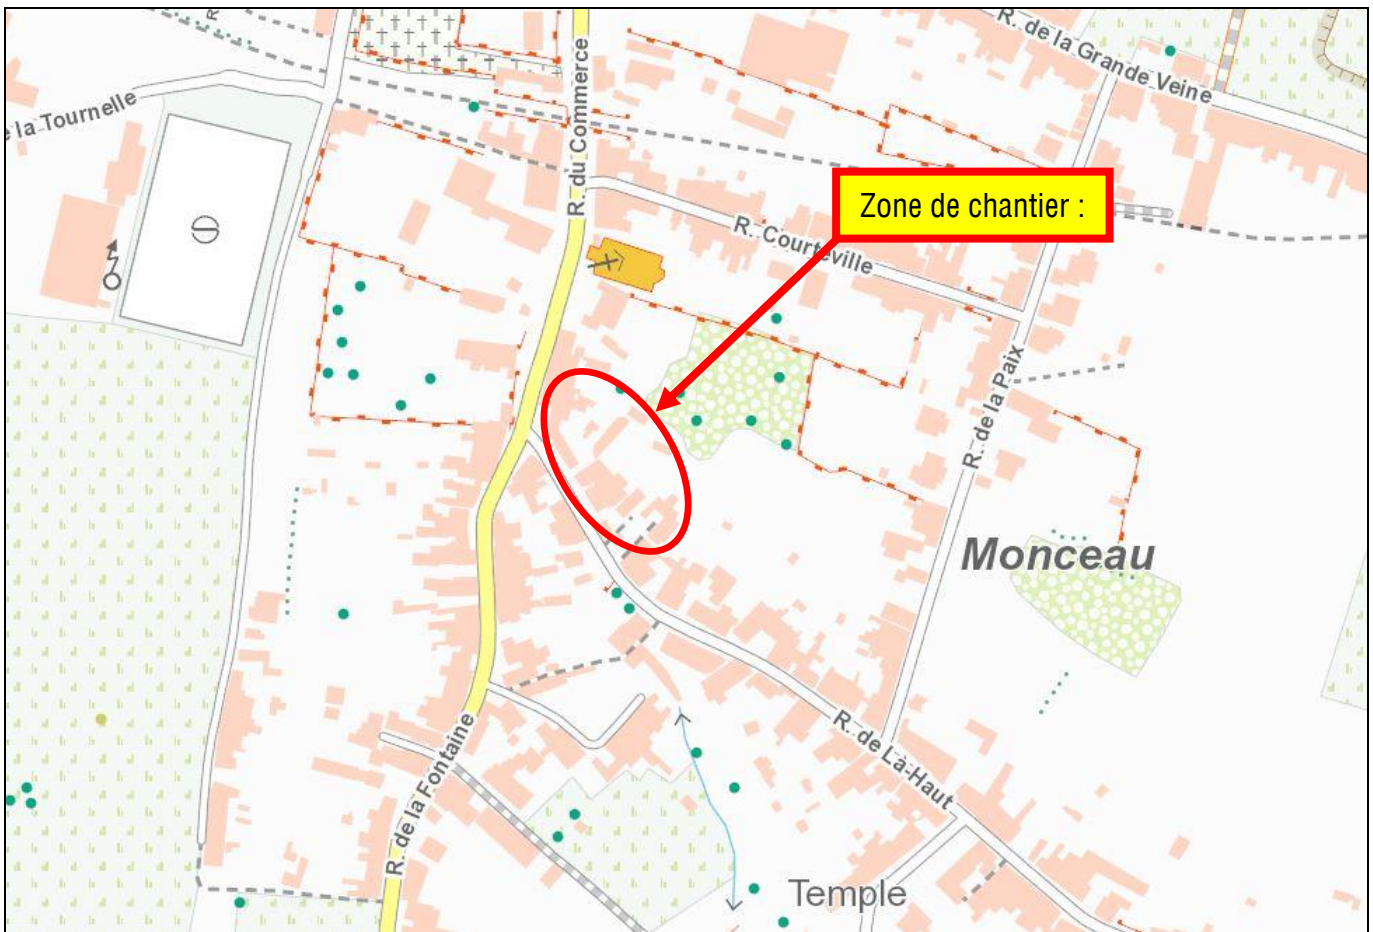 R. de la Grande Veine
e la Tournelle
R. du Commerce
Zone de chantier :
R. Courteville
R. de la Paix
Monceau
R. de Là-Haut
R. de la Fontaine
Temple